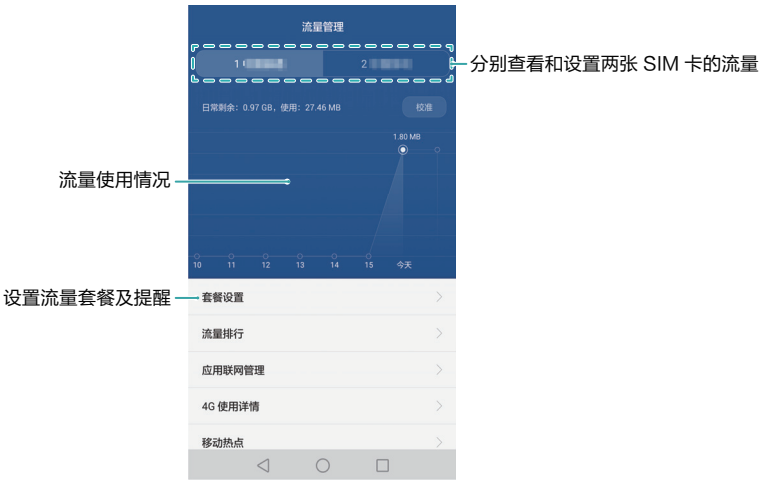 流量管理
1
2
分别查看和设置两张 SIM 卡的流量
日常剩余：0.97 GB，使用：27.46 MB
校准
1.80 MB
流量使用情况
10 11 12 13 14 15 今天
设置流量套餐及提醒
套餐设置
流量排行
应用联网管理
4G 使用详情
移动热点